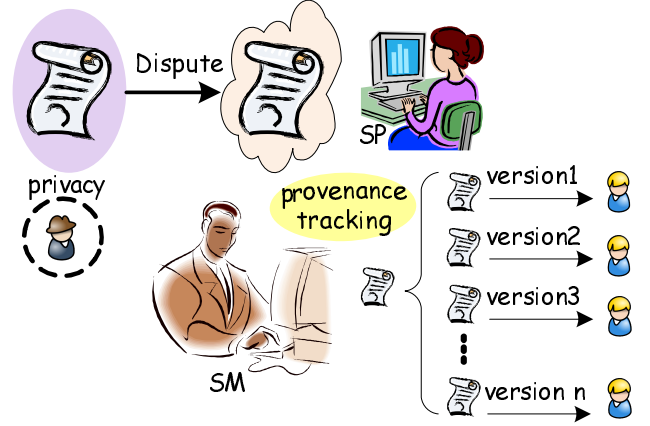 Dispute
SP
privacy
provenance
tracking
version1
version2
version3
version n
SM